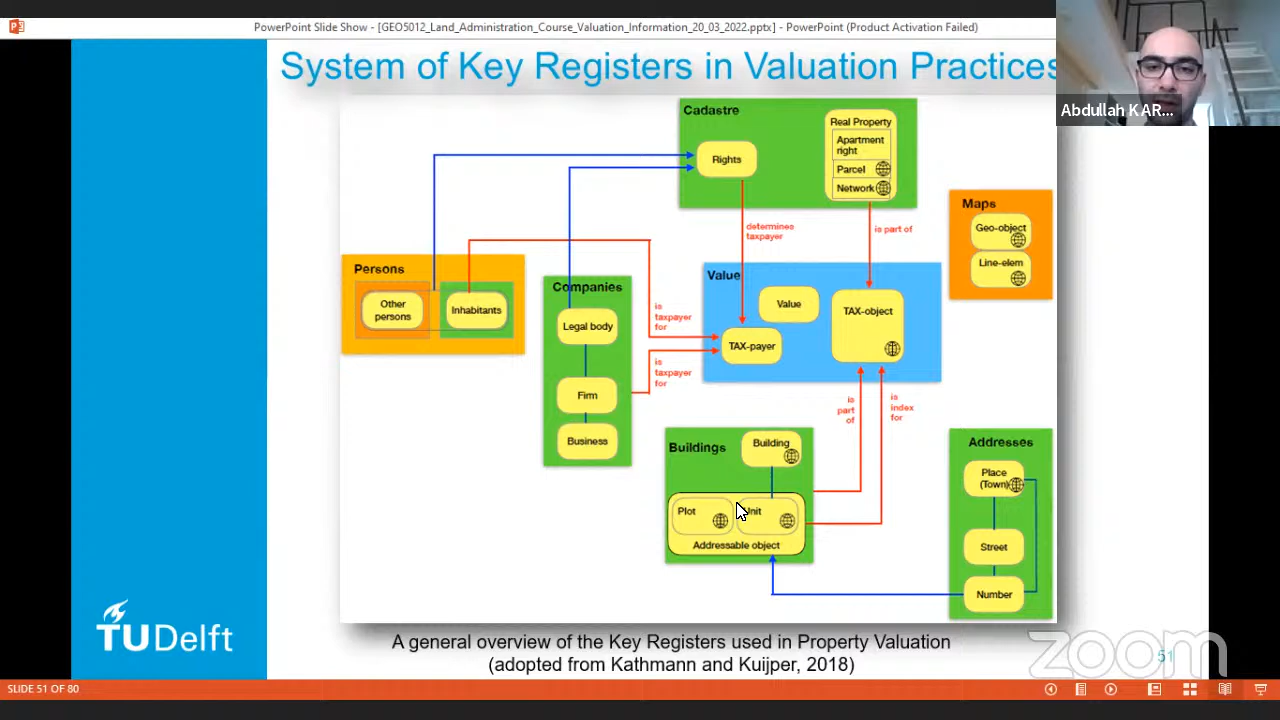 PowerPoint Slide Show - [GEO5012_Land_Administration_Course_Valuation_Information_20_03_2022.pptx] - PowerPoint (Product Activation Failed)
System of Key Registers in Valuation Practices
Abdullah KAR...
Cadastre
Rights
Real Property
Apartment
right
Parcel
Network
Maps
Geo-object
Line-elem
determines
taxpayer
is part of
Persons
Other
persons
Inhabitants
Companies
Legal body
Firm
Business
is
taxpayer
for
is
taxpayer
for
Value
Value
TAX-payer
TAX-object
is
part
of
is
index
for
Buildings
Building
Plot
Unit
Addressable object
Addresses
Place
(Town)
Street
Number
TUDelft
A general overview of the Key Registers used in Property Valuation
(adopted from Kathmann and Kuijper, 2018)
zoom
51
SLIDE 51 OF 80